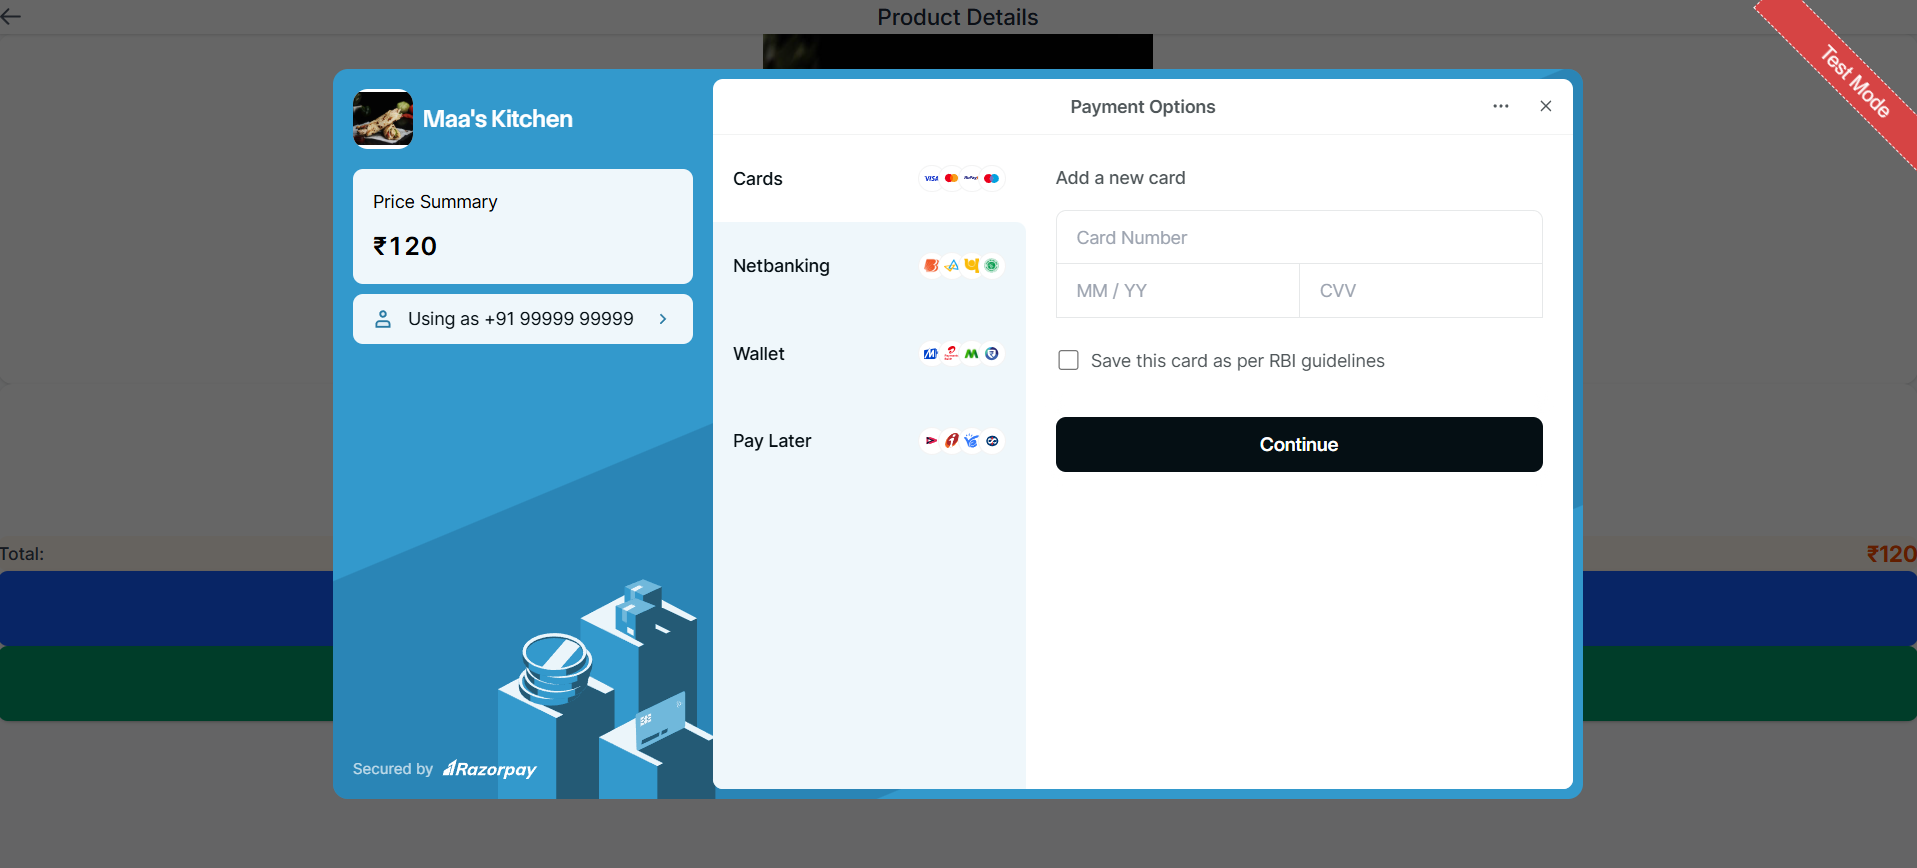 Product Details
Test Mode
Maa's Kitchen
Price Summary
₹120
Using as +91 99999 99999
Secured by Razorpay
Payment Options
Cards
VISA
RuPay
Netbanking
Wallet
Pay Later
Add a new card
Card Number
MM / YY
CVV
Save this card as per RBI guidelines
Continue
Total:
₹120